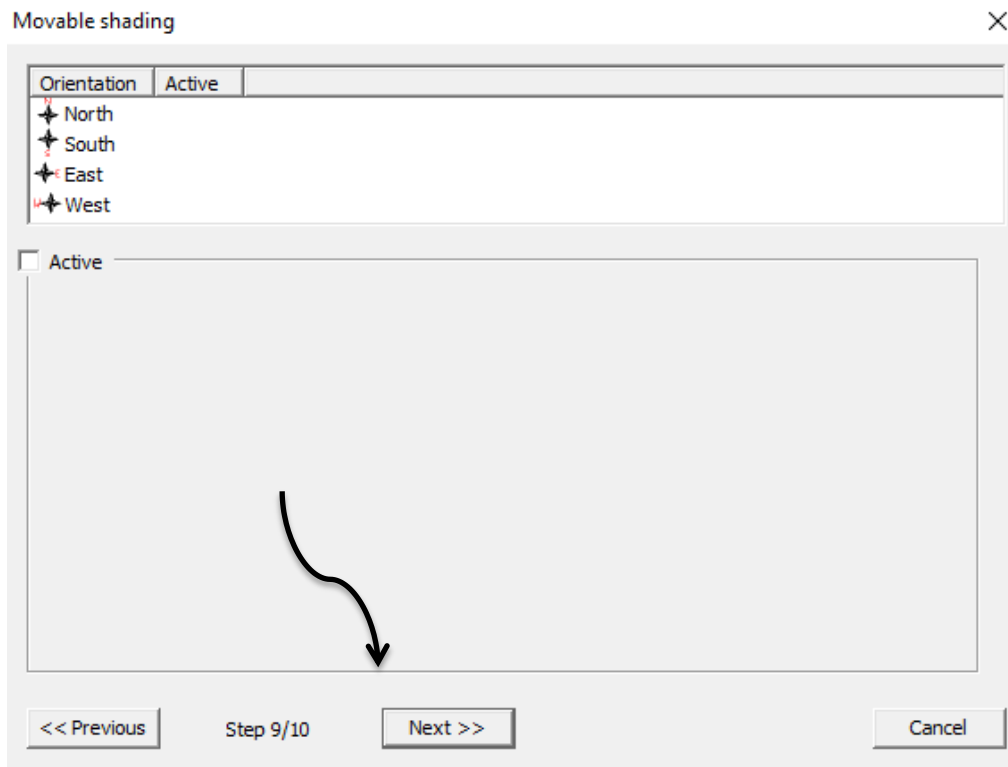 Movable shading
Orientation Active
N
North
South
S
East
E
West
W
Active
<< Previous Step 9/10 Next >> Cancel